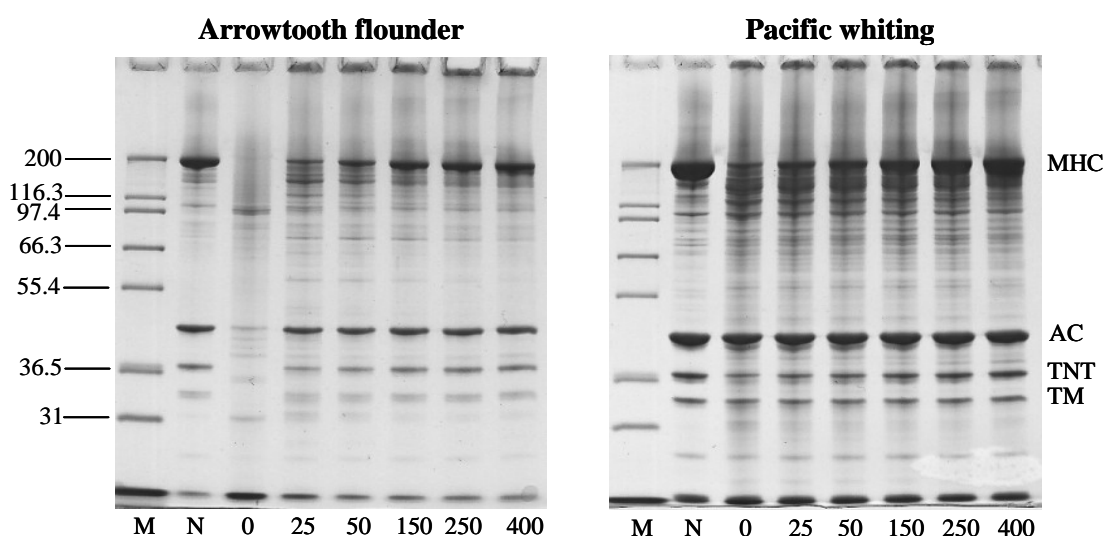 Arrowtooth flounder
Pacific whiting
200
116.3
97.4
66.3
55.4
36.5
31
MHC
AC
TNT
TM
M N 0 25 50 150 250 400
M N 0 25 50 150 250 400